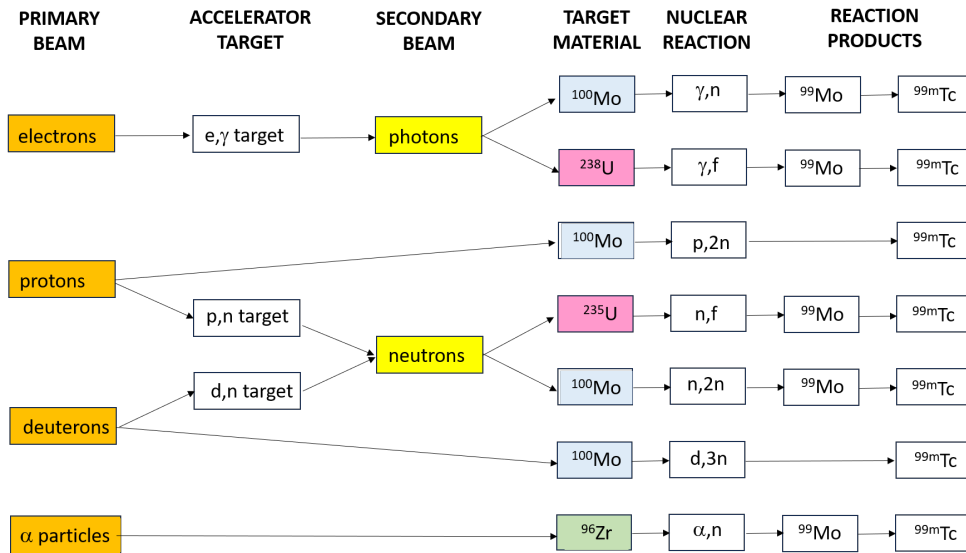 PRIMARY BEAM
ACCELERATOR TARGET
SECONDARY BEAM
TARGET MATERIAL
NUCLEAR REACTION
REACTION PRODUCTS
electrons
e,γ target
photons
¹⁰⁰Mo
γ,n
⁹⁹Mo
⁹⁹ᵐTc
²³⁸U
γ,f
⁹⁹Mo
⁹⁹ᵐTc
protons
¹⁰⁰Mo
p,2n
⁹⁹ᵐTc
p,n target
neutrons
²³⁵U
n,f
⁹⁹Mo
⁹⁹ᵐTc
d,n target
¹⁰⁰Mo
n,2n
⁹⁹Mo
⁹⁹ᵐTc
deuterons
¹⁰⁰Mo
d,3n
⁹⁹ᵐTc
α particles
⁹⁶Zr
α,n
⁹⁹Mo
⁹⁹ᵐTc